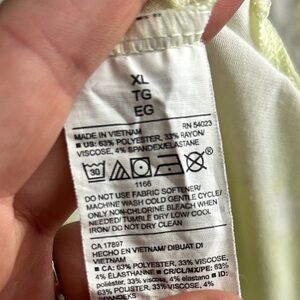 XL
TG
EG
MADE IN VIETNAM RN 54023
■ US: 63% POLYESTER, 33% RAYON/
VISCOSE, 4% SPANDEX/ELASTANE
30
1166
DO NOT USE FABRIC SOFTENER/
MACHINE WASH COLD GENTLE CYCLE/
ONLY NON-CHLORINE BLEACH WHEN
NEEDED/TUMBLE DRY LOW/COOL
IRON/ DO NOT DRY CLEAN
CA 17897
HECHO EN VIETNAM/ DIBUAT DI
VIETNAM
■ CA: 63% POLYESTER, 33% VISCOSE,
4% ELASTHANNE ■ CR/CL/MX/PE: 63%
poliéster, 33% viscosa, 4% elastano ■ ID:
POLIESTER, 33% VISCOSE, 4%